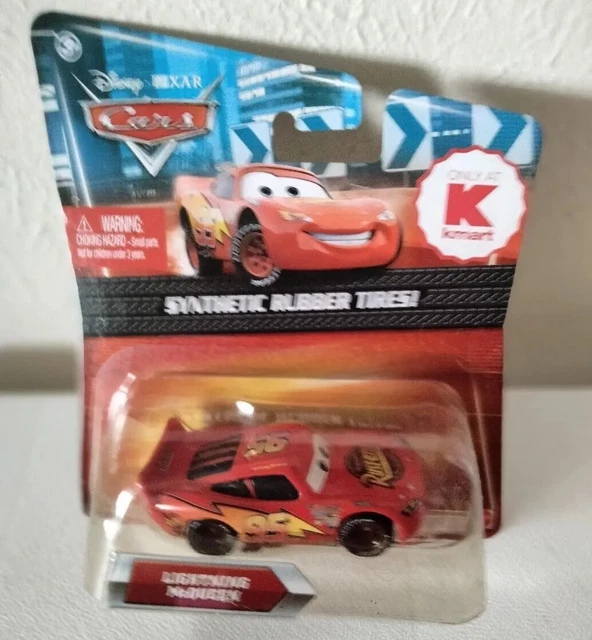 Disney · PIXAR
Cars
ONLY AT
K
kmart
WARNING:
CHOKING HAZARD - Small parts.
Not for children under 3 years.
SYNTHETIC RUBBER TIRES!
95
95
Rust-eze
LIGHTNING
McQUEEN